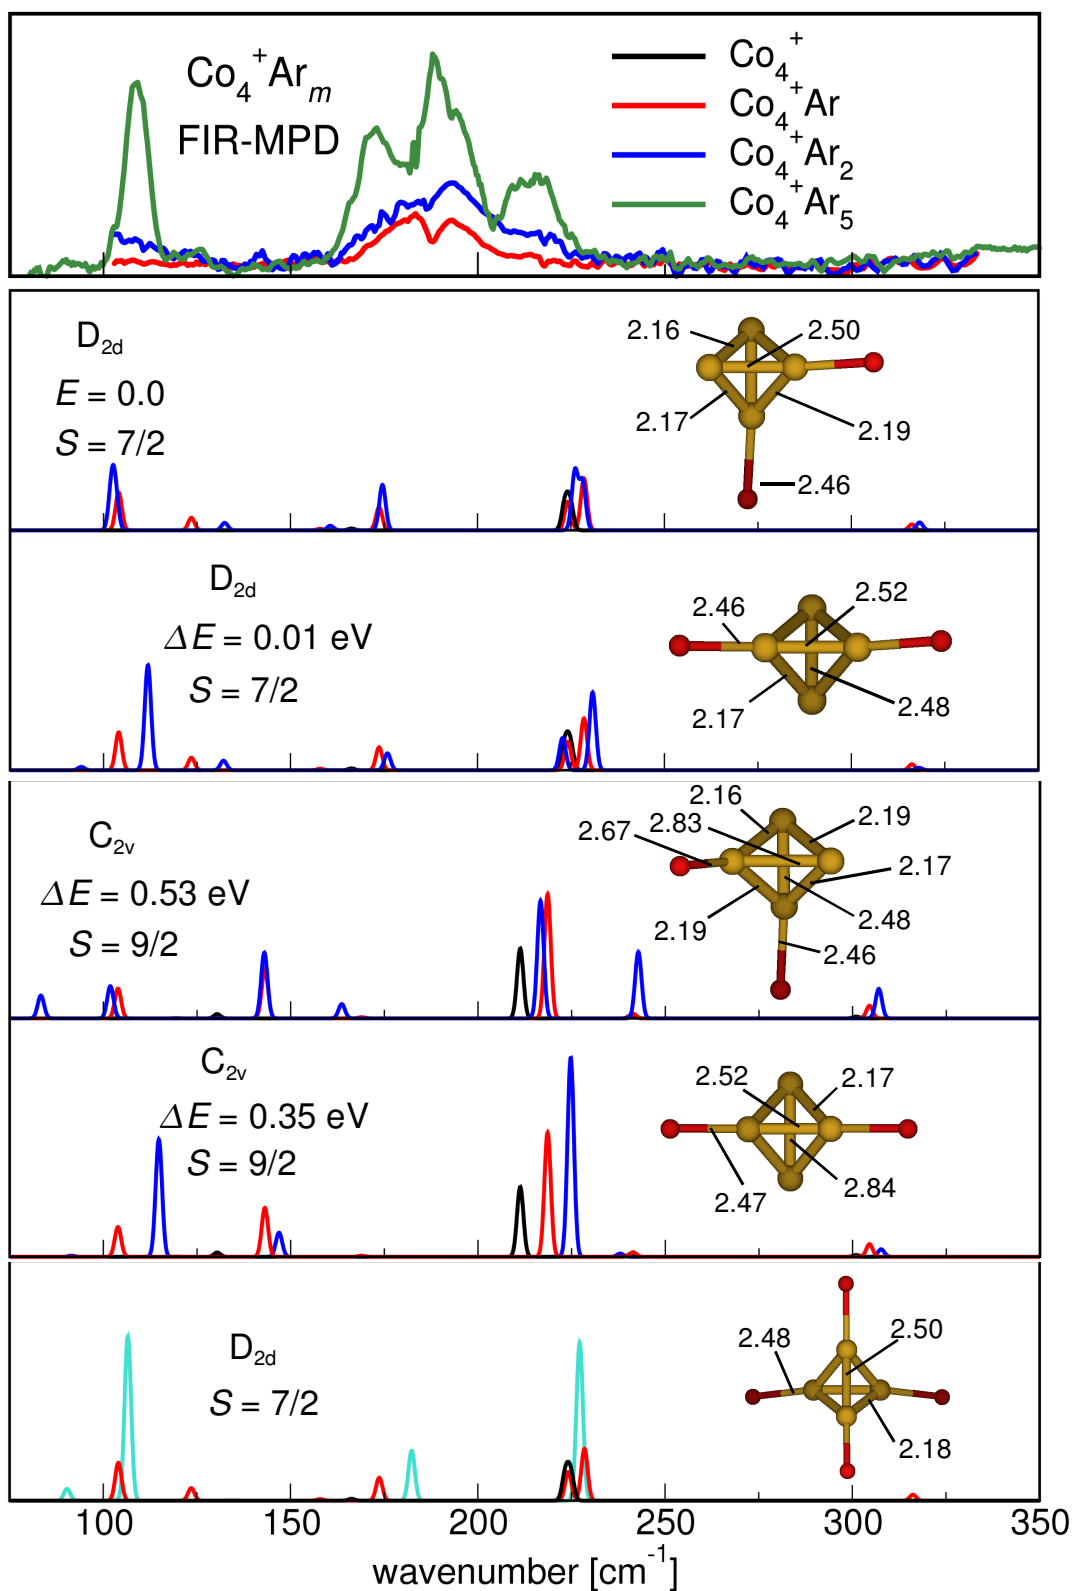 Co4+Arm
FIR-MPD
Co4+
Co4+Ar
Co4+Ar2
Co4+Ar5
D2d
E = 0.0
S = 7/2
2.16
2.50
2.17
2.19
2.46
D2d
ΔE = 0.01 eV
S = 7/2
2.46
2.52
2.17
2.48
C2v
ΔE = 0.53 eV
S = 9/2
2.16
2.67
2.83
2.19
2.17
2.48
2.19
2.46
C2v
ΔE = 0.35 eV
S = 9/2
2.52
2.17
2.47
2.84
D2d
S = 7/2
2.48
2.50
2.18
100 150 200 250 300 350
wavenumber [cm-1]